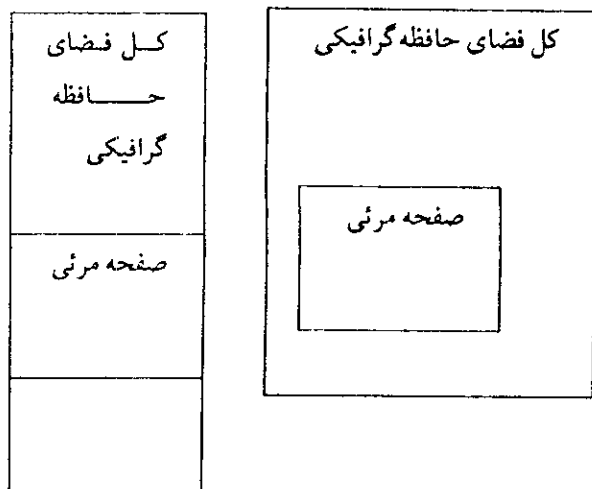 کل فضای حافظه گرافیکی
صفحه مرئی
کل فضای
حافظه
گرافیکی
صفحه مرئی